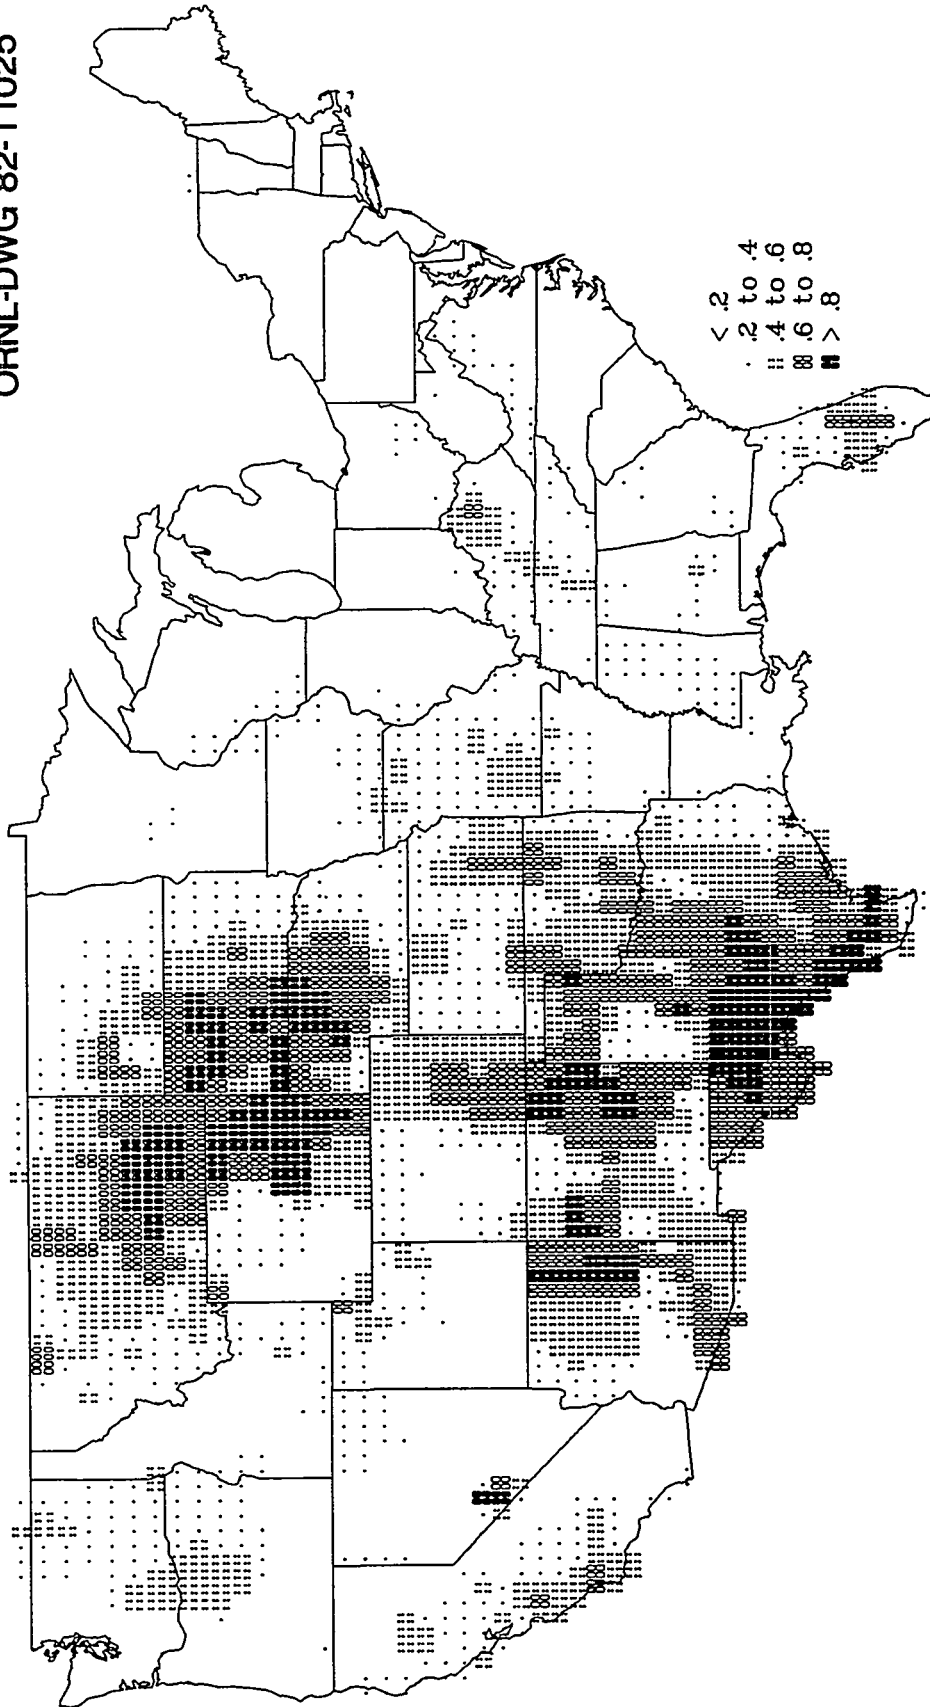 ORNL-DWG 82-11025
< .2
. .2 to .4
:: .4 to .6
.6 to .8
> .8